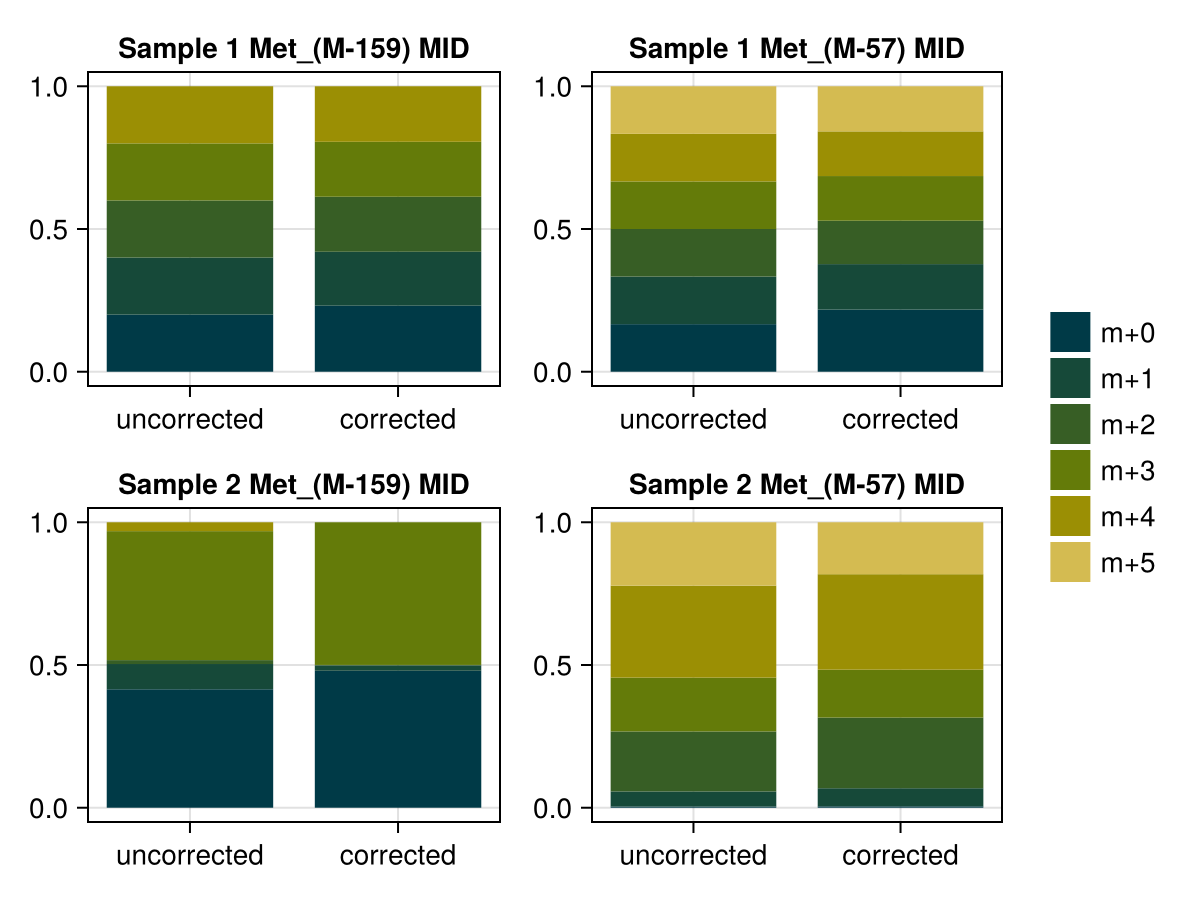 Sample 1 Met_(M-159) MID
1.0
0.5
0.0
uncorrected corrected
Sample 1 Met_(M-57) MID
1.0
0.5
0.0
uncorrected corrected
Sample 2 Met_(M-159) MID
1.0
0.5
0.0
uncorrected corrected
Sample 2 Met_(M-57) MID
1.0
0.5
0.0
uncorrected corrected
m+0
m+1
m+2
m+3
m+4
m+5